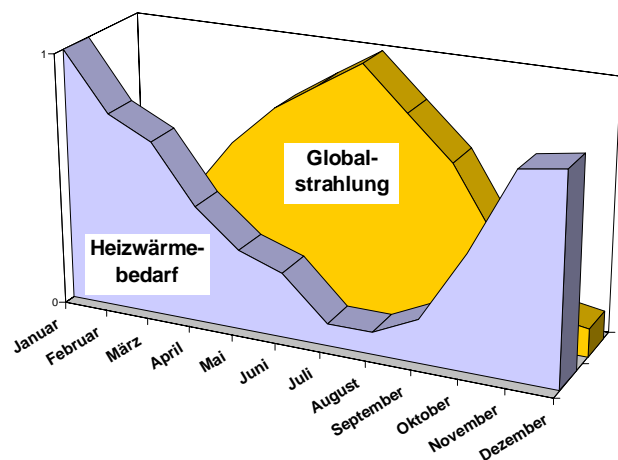 1
Global-
strahlung
Heizwärme-
bedarf
0
Januar
Februar
März
April
Mai
Juni
Juli
August
September
Oktober
November
Dezember